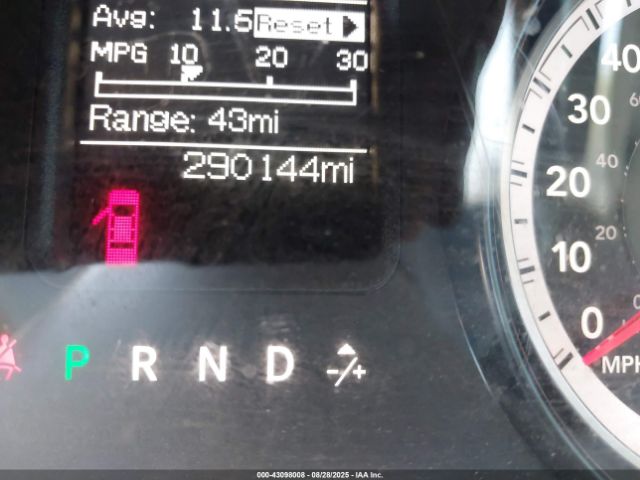 Avg: 11.5 Reset
MPG 10 20 30
Range: 43mi
290144mi
P R N D -/+
40
30
20
10
0
MPH
60
40
20
000-43098008 - 08/28/2025 - IAA Inc.